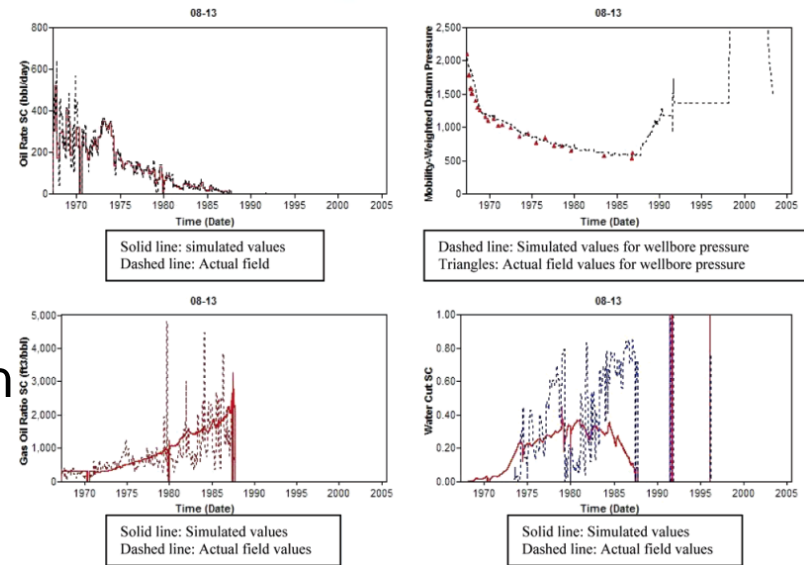 08-13
Oil Rate SC (bbl/day)
800
600
400
200
0
1970 1975 1980 1985 1990 1995 2000 2005
Time (Date)
Solid line: simulated values
Dashed line: Actual field
08-13
Mobility-Weighted Datum Pressure
2,500
2,000
1,500
1,000
500
0
1970 1975 1980 1985 1990 1995 2000 2005
Time (Date)
Dashed line: Simulated values for wellbore pressure
Triangles: Actual field values for wellbore pressure
n
08-13
Gas Oil Ratio SC (ft3/bbl)
5,000
4,000
3,000
2,000
1,000
0
1970 1975 1980 1985 1990 1995 2000 2005
Time (Date)
Solid line: Simulated values
Dashed line: Actual field values
08-13
Water Cut SC
1.00
0.80
0.60
0.40
0.20
0.00
1970 1975 1980 1985 1990 1995 2000 2005
Time (Date)
Solid line: Simulated values
Dashed line: Actual field values